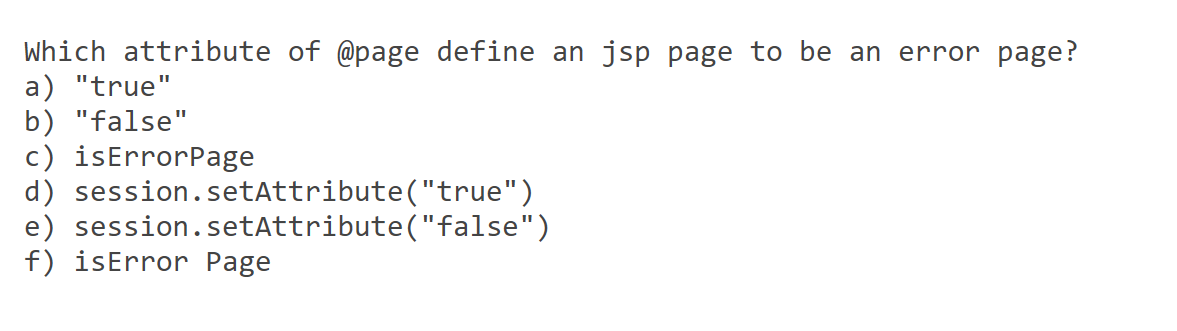 Which attribute of @page define an jsp page to be an error page?
a) "true"
b) "false"
c) isErrorPage
d) session.setAttribute("true")
e) session.setAttribute("false")
f) isError Page